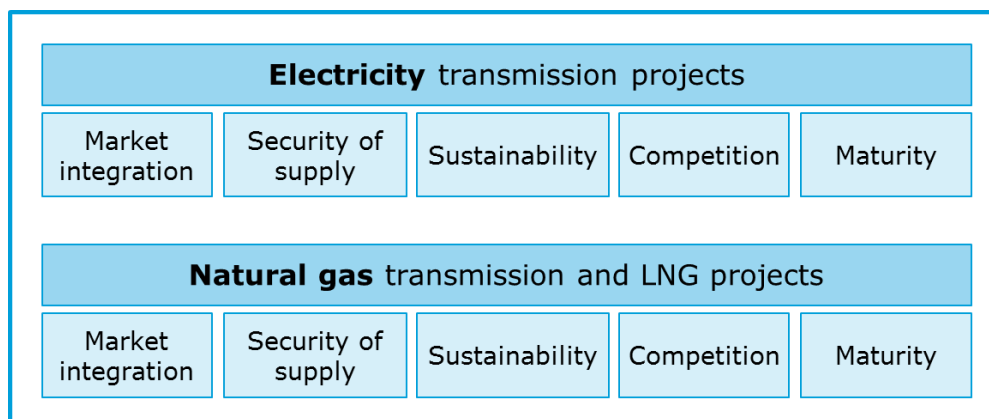 Electricity transmission projects
Market
integration
Security of
supply
Sustainability
Competition
Maturity
Natural gas transmission and LNG projects
Market
integration
Security of
supply
Sustainability
Competition
Maturity